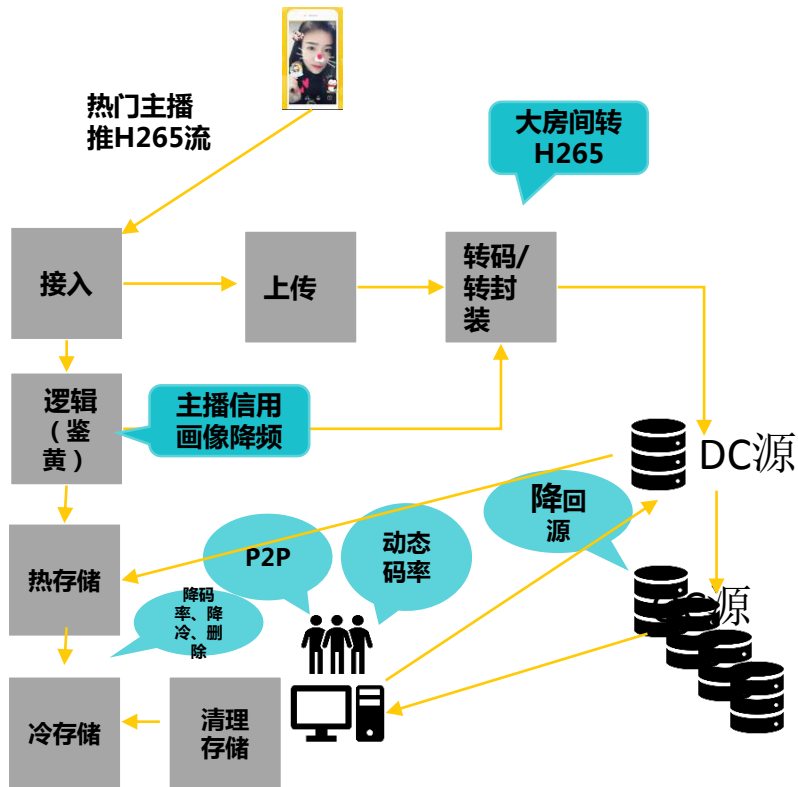 热门主播
推H265流
大房间转
H265
接入
上传
转码/
转封
装
逻辑
（鉴
黄）
主播信用
画像降频
DC源
降回
源
P2P
动态
码率
热存储
降码
率、降
冷、删
除
源
冷存储
清理
存储